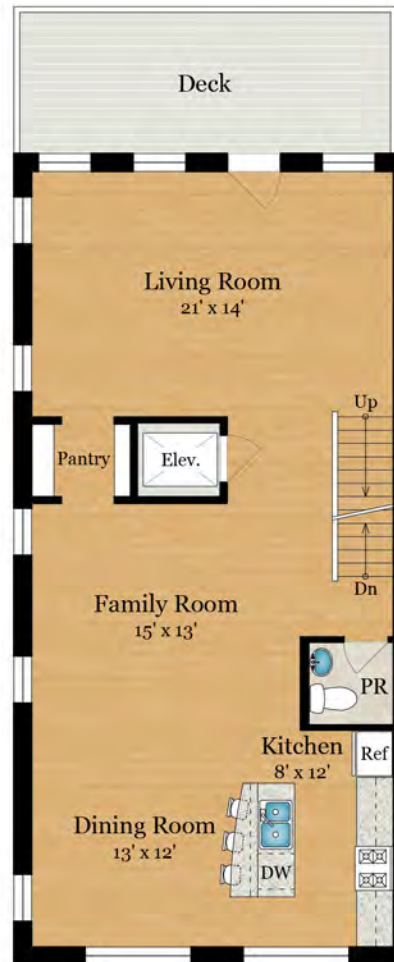 Deck
Living Room
21' x 14'
Up
Pantry
Elev.
Dn
Family Room
15' x 13'
PR
Kitchen
8' x 12'
Ref
Dining Room
13' x 12'
DW